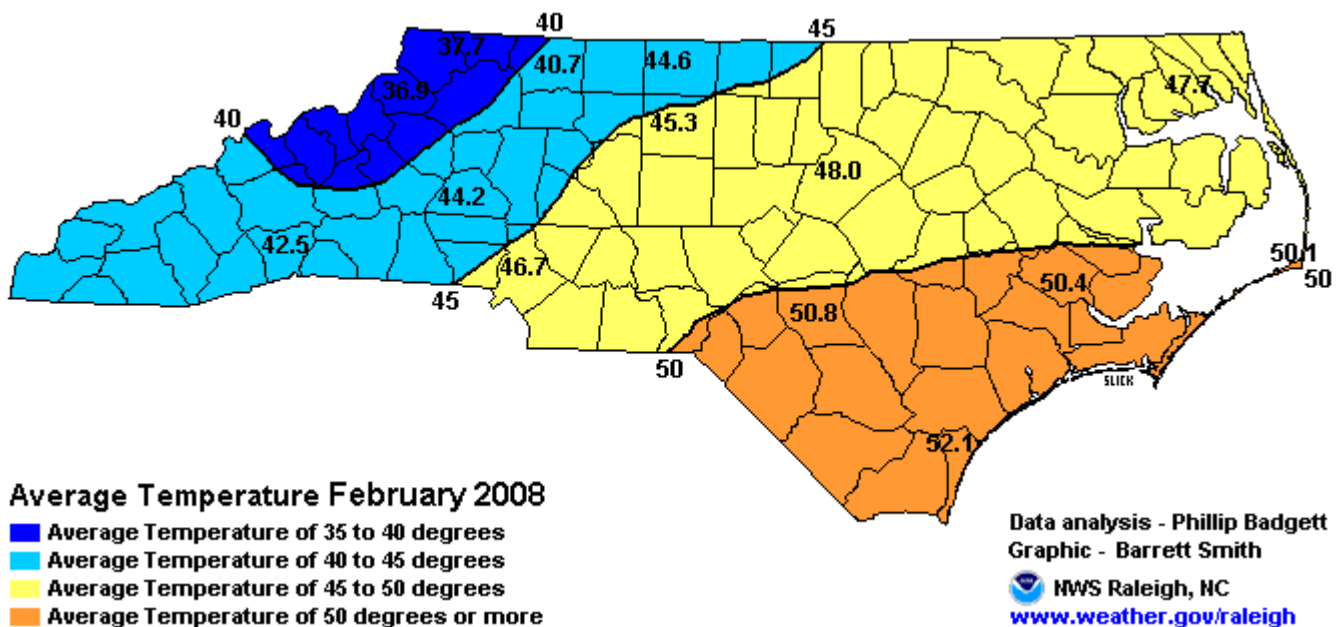 40
45
37.7
40.7
44.6
36.9
47.7
40
45.3
48.0
44.2
42.5
46.7
50.1
50
45
50.4
50.8
50
SLICK
52.1
Average Temperature February 2008
Average Temperature of 35 to 40 degrees
Average Temperature of 40 to 45 degrees
Average Temperature of 45 to 50 degrees
Average Temperature of 50 degrees or more
Data analysis - Phillip Badgett
Graphic - Barrett Smith
NWS Raleigh, NC
www.weather.gov/raleigh